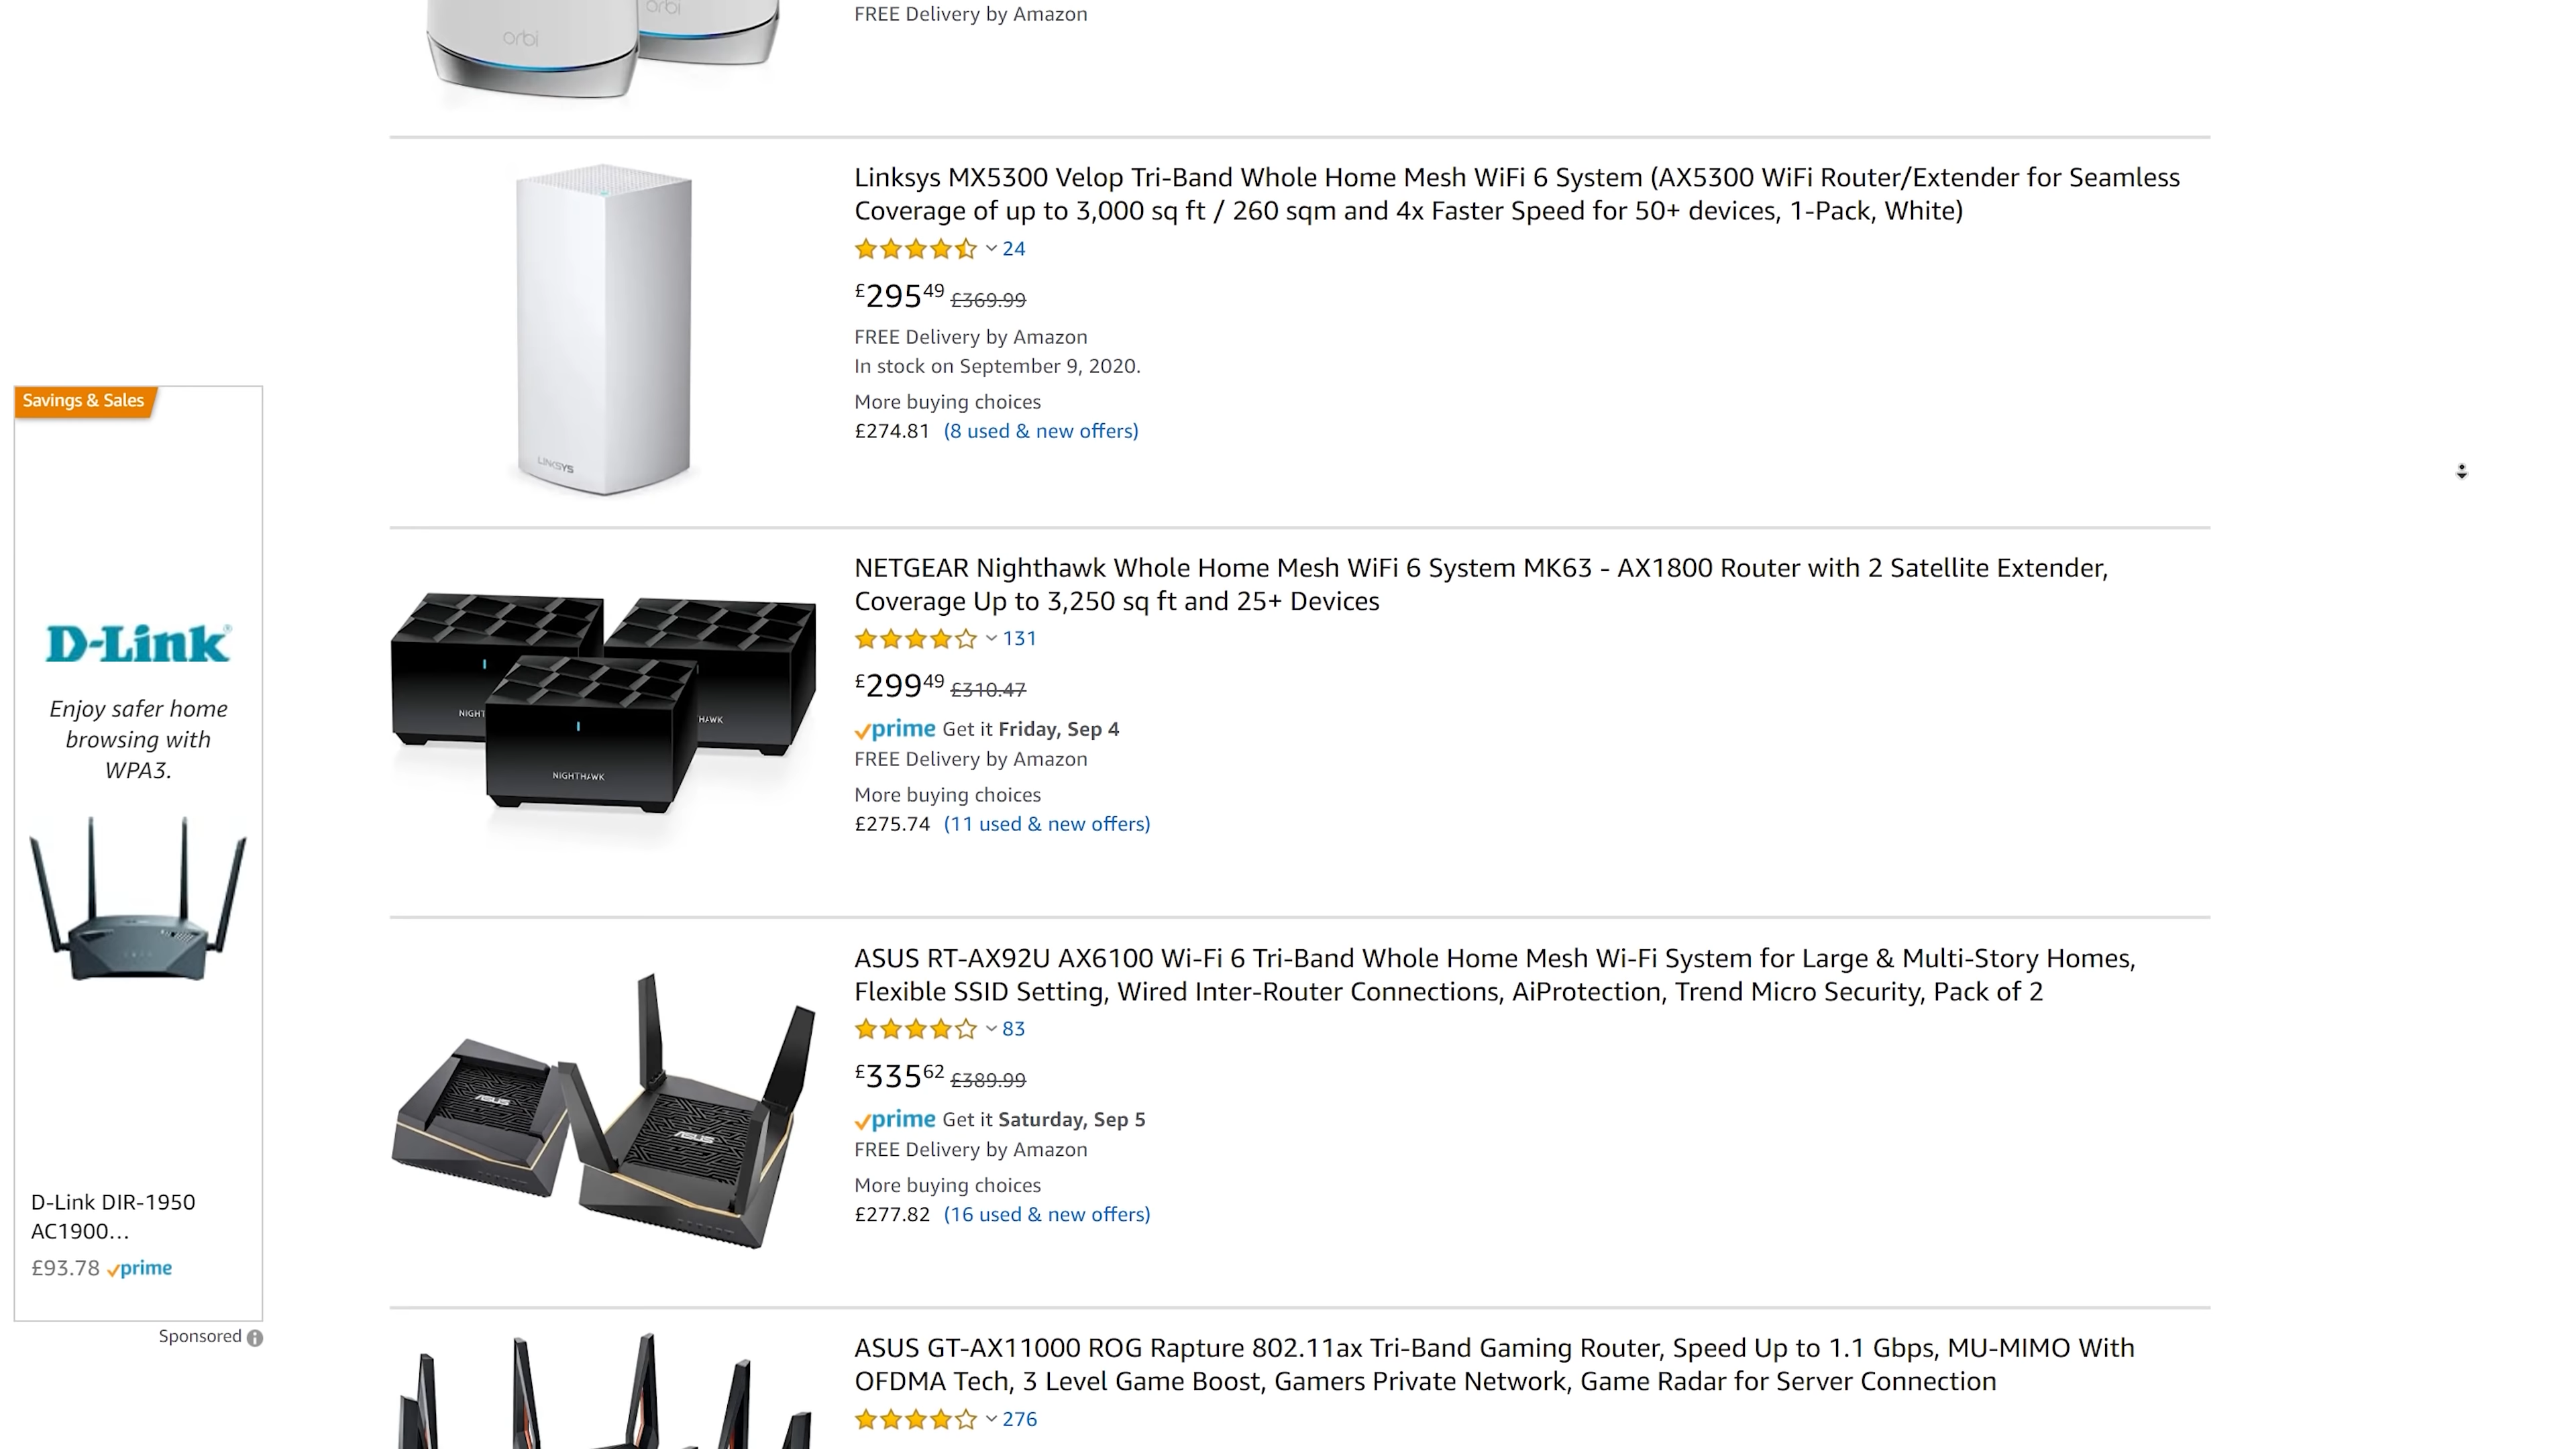 orbi
orbi
FREE Delivery by Amazon
Linksys MX5300 Velop Tri-Band Whole Home Mesh WiFi 6 System (AX5300 WiFi Router/Extender for Seamless
Coverage of up to 3,000 sq ft / 260 sqm and 4x Faster Speed for 50+ devices, 1-Pack, White)
24
£295.49 £369.99
FREE Delivery by Amazon
In stock on September 9, 2020.
More buying choices
£274.81 (8 used & new offers)
LINKSYS
Savings & Sales
D-Link®
Enjoy safer home
browsing with
WPA3.
D-Link DIR-1950
AC1900...
£93.78 prime
Sponsored
NETGEAR Nighthawk Whole Home Mesh WiFi 6 System MK63 - AX1800 Router with 2 Satellite Extender,
Coverage Up to 3,250 sq ft and 25+ Devices
131
£299.49 £310.47
prime Get it Friday, Sep 4
FREE Delivery by Amazon
More buying choices
£275.74 (11 used & new offers)
NIGHT
HAWK
NIGHTHAWK
ASUS RT-AX92U AX6100 Wi-Fi 6 Tri-Band Whole Home Mesh Wi-Fi System for Large & Multi-Story Homes,
Flexible SSID Setting, Wired Inter-Router Connections, AiProtection, Trend Micro Security, Pack of 2
83
£335.62 £389.99
prime Get it Saturday, Sep 5
FREE Delivery by Amazon
More buying choices
£277.82 (16 used & new offers)
ASUS
ASUS
ASUS GT-AX11000 ROG Rapture 802.11ax Tri-Band Gaming Router, Speed Up to 1.1 Gbps, MU-MIMO With
OFDMA Tech, 3 Level Game Boost, Gamers Private Network, Game Radar for Server Connection
276